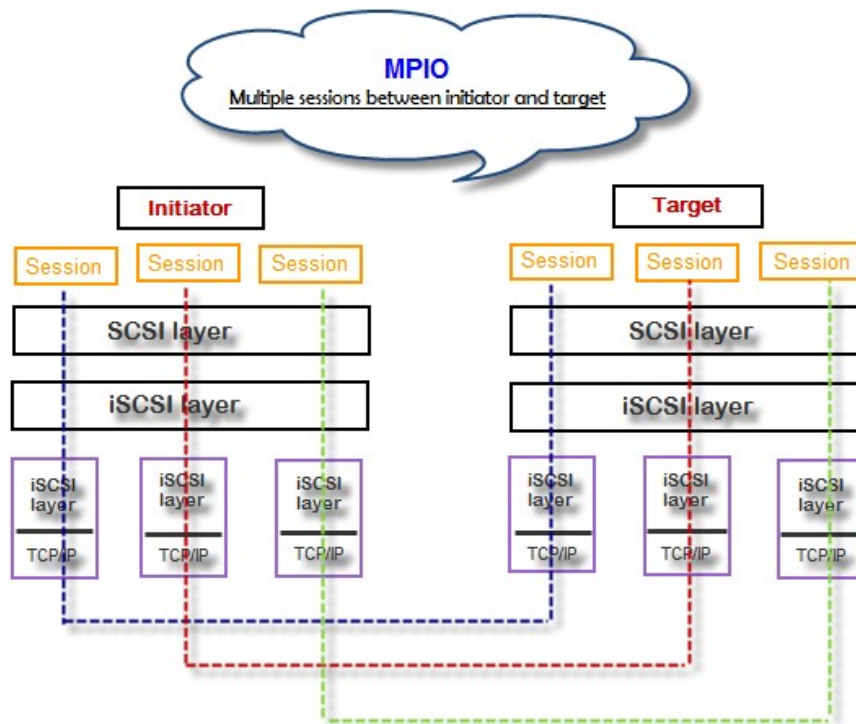 MPIO
Multiple sessions between initiator and target
Initiator
Target
Session Session Session
Session Session Session
SCSI layer
SCSI layer
iSCSI layer
iSCSI layer
iSCSI
layer
TCP/IP
iSCSI
layer
TCP/IP
iSCSI
layer
TCP/IP
iSCSI
layer
TCP/IP
iSCSI
layer
TCP/IP
iSCSI
layer
TCP/IP